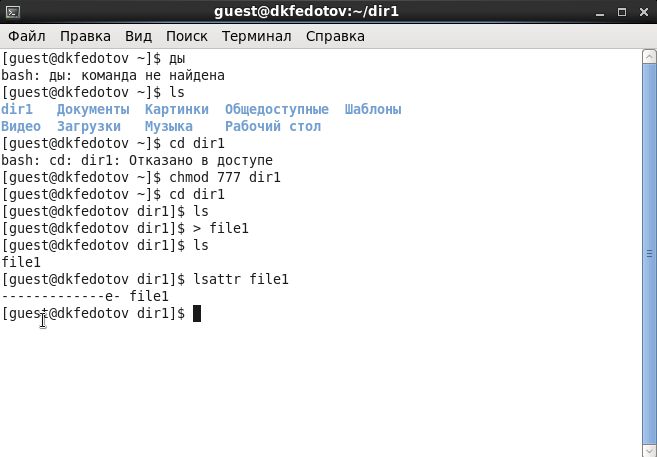 guest@dkfedotov:~/dir1
Файл Правка Вид Поиск Терминал Справка
[guest@dkfedotov ~]$ ды
bash: ды: команда не найдена
[guest@dkfedotov ~]$ ls
dir1 Документы Картинки Общедоступные Шаблоны
Видео Загрузки Музыка Рабочий стол
[guest@dkfedotov ~]$ cd dir1
bash: cd: dir1: Отказано в доступе
[guest@dkfedotov ~]$ chmod 777 dir1
[guest@dkfedotov ~]$ cd dir1
[guest@dkfedotov dir1]$ ls
[guest@dkfedotov dir1]$ > file1
[guest@dkfedotov dir1]$ ls
file1
[guest@dkfedotov dir1]$ lsattr file1
-------------e- file1
[guest@dkfedotov dir1]$